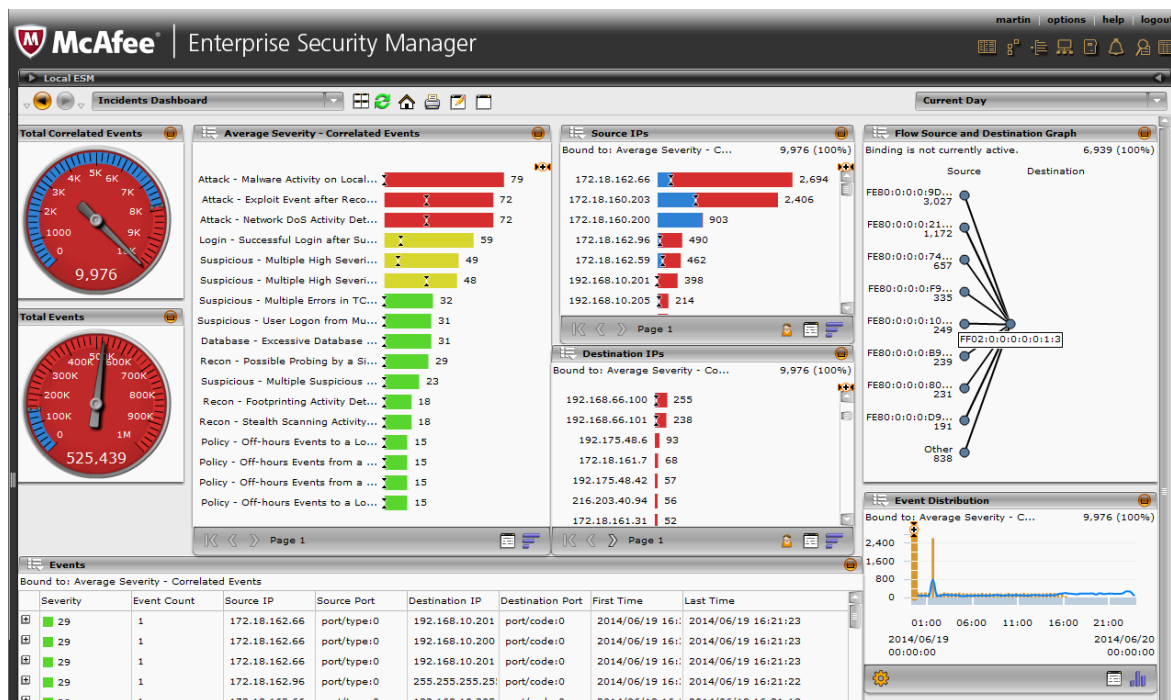 martin | options | help | logout
McAfee | Enterprise Security Manager
Local ESM
Incidents Dashboard
Current Day
Total Correlated Events
0
1000
2K
3K
4K
5K
6K
7K
8K
9K
10K
9,976
Total Events
0
100K
200K
300K
400K
500K
600K
700K
800K
900K
1M
525,439
Average Severity - Correlated Events
Attack - Malware Activity on Local... 79
Attack - Exploit Event after Reco... 72
Attack - Network DoS Activity Det... 72
Login - Successful Login after Su... 59
Suspicious - Multiple High Severi... 49
Suspicious - Multiple High Severi... 48
Suspicious - Multiple Errors in TC... 32
Suspicious - User Logon from Mu... 31
Database - Excessive Database ... 31
Recon - Possible Probing by a Si... 29
Suspicious - Multiple Suspicious ... 23
Recon - Footprinting Activity Det... 18
Recon - Stealth Scanning Activity... 18
Policy - Off-hours Events to a Lo... 15
Policy - Off-hours Events from a ... 15
Policy - Off-hours Events from a ... 15
Policy - Off-hours Events to a Lo... 15
Page 1
Source IPs
Bound to: Average Severity - C... 9,976 (100%)
172.18.162.66 2,694
172.18.160.203 2,406
172.18.160.200 903
172.18.162.96 490
172.18.162.59 462
192.168.10.201 398
192.168.10.205 214
Page 1
Destination IPs
Bound to: Average Severity - Co... 9,976 (100%)
192.168.66.100 255
192.168.66.101 238
192.175.48.6 93
172.18.161.7 68
192.175.48.42 57
216.203.40.94 56
172.18.161.31 52
Page 1
Flow Source and Destination Graph
Binding is not currently active. 6,939 (100%)
Source Destination
FE80:0:0:0:9D...
3,027
FE80:0:0:0:21...
1,172
FE80:0:0:0:74...
657
FE80:0:0:0:F9...
335
FE80:0:0:0:10...
249
FF02:0:0:0:0:0:1:3
FE80:0:0:0:B9...
239
FE80:0:0:0:80...
231
FE80:0:0:0:D9...
191
Other
838
Event Distribution
Bound to: Average Severity - C... 9,976 (100%)
2,400
1,600
800
0
01:00 06:00 11:00 16:00 21:00
2014/06/19 2014/06/20
00:00:00 00:00:00
Events
Bound to: Average Severity - Correlated Events
Severity Event Count Source IP Source Port Destination IP Destination Port First Time Last Time
29 1 172.18.162.66 port/type:0 192.168.10.201 port/code:0 2014/06/19 16: 2014/06/19 16:21:23
29 1 172.18.162.66 port/type:0 192.168.10.200 port/code:0 2014/06/19 16: 2014/06/19 16:21:23
29 1 172.18.162.66 port/type:0 192.168.10.201 port/code:0 2014/06/19 16: 2014/06/19 16:21:23
29 1 172.18.162.96 port/type:0 255.255.255.25 port/code:0 2014/06/19 16: 2014/06/19 16:21:22